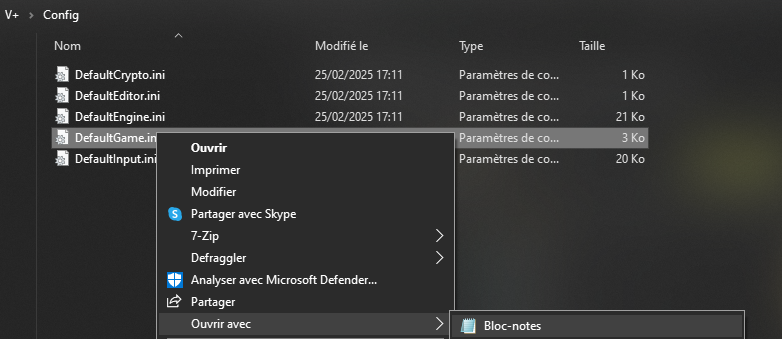 V+ > Config
Nom Modifié le Type Taille
DefaultCrypto.ini 25/02/2025 17:11 Paramètres de co... 1 Ko
DefaultEditor.ini 25/02/2025 17:11 Paramètres de co... 1 Ko
DefaultEngine.ini 25/02/2025 17:11 Paramètres de co... 21 Ko
DefaultGame.in Paramètres de co... 3 Ko
DefaultInput.ini Paramètres de co... 20 Ko
Ouvrir
Imprimer
Modifier
Partager avec Skype
7-Zip
Defraggler
Analyser avec Microsoft Defender...
Partager
Ouvrir avec
Bloc-notes